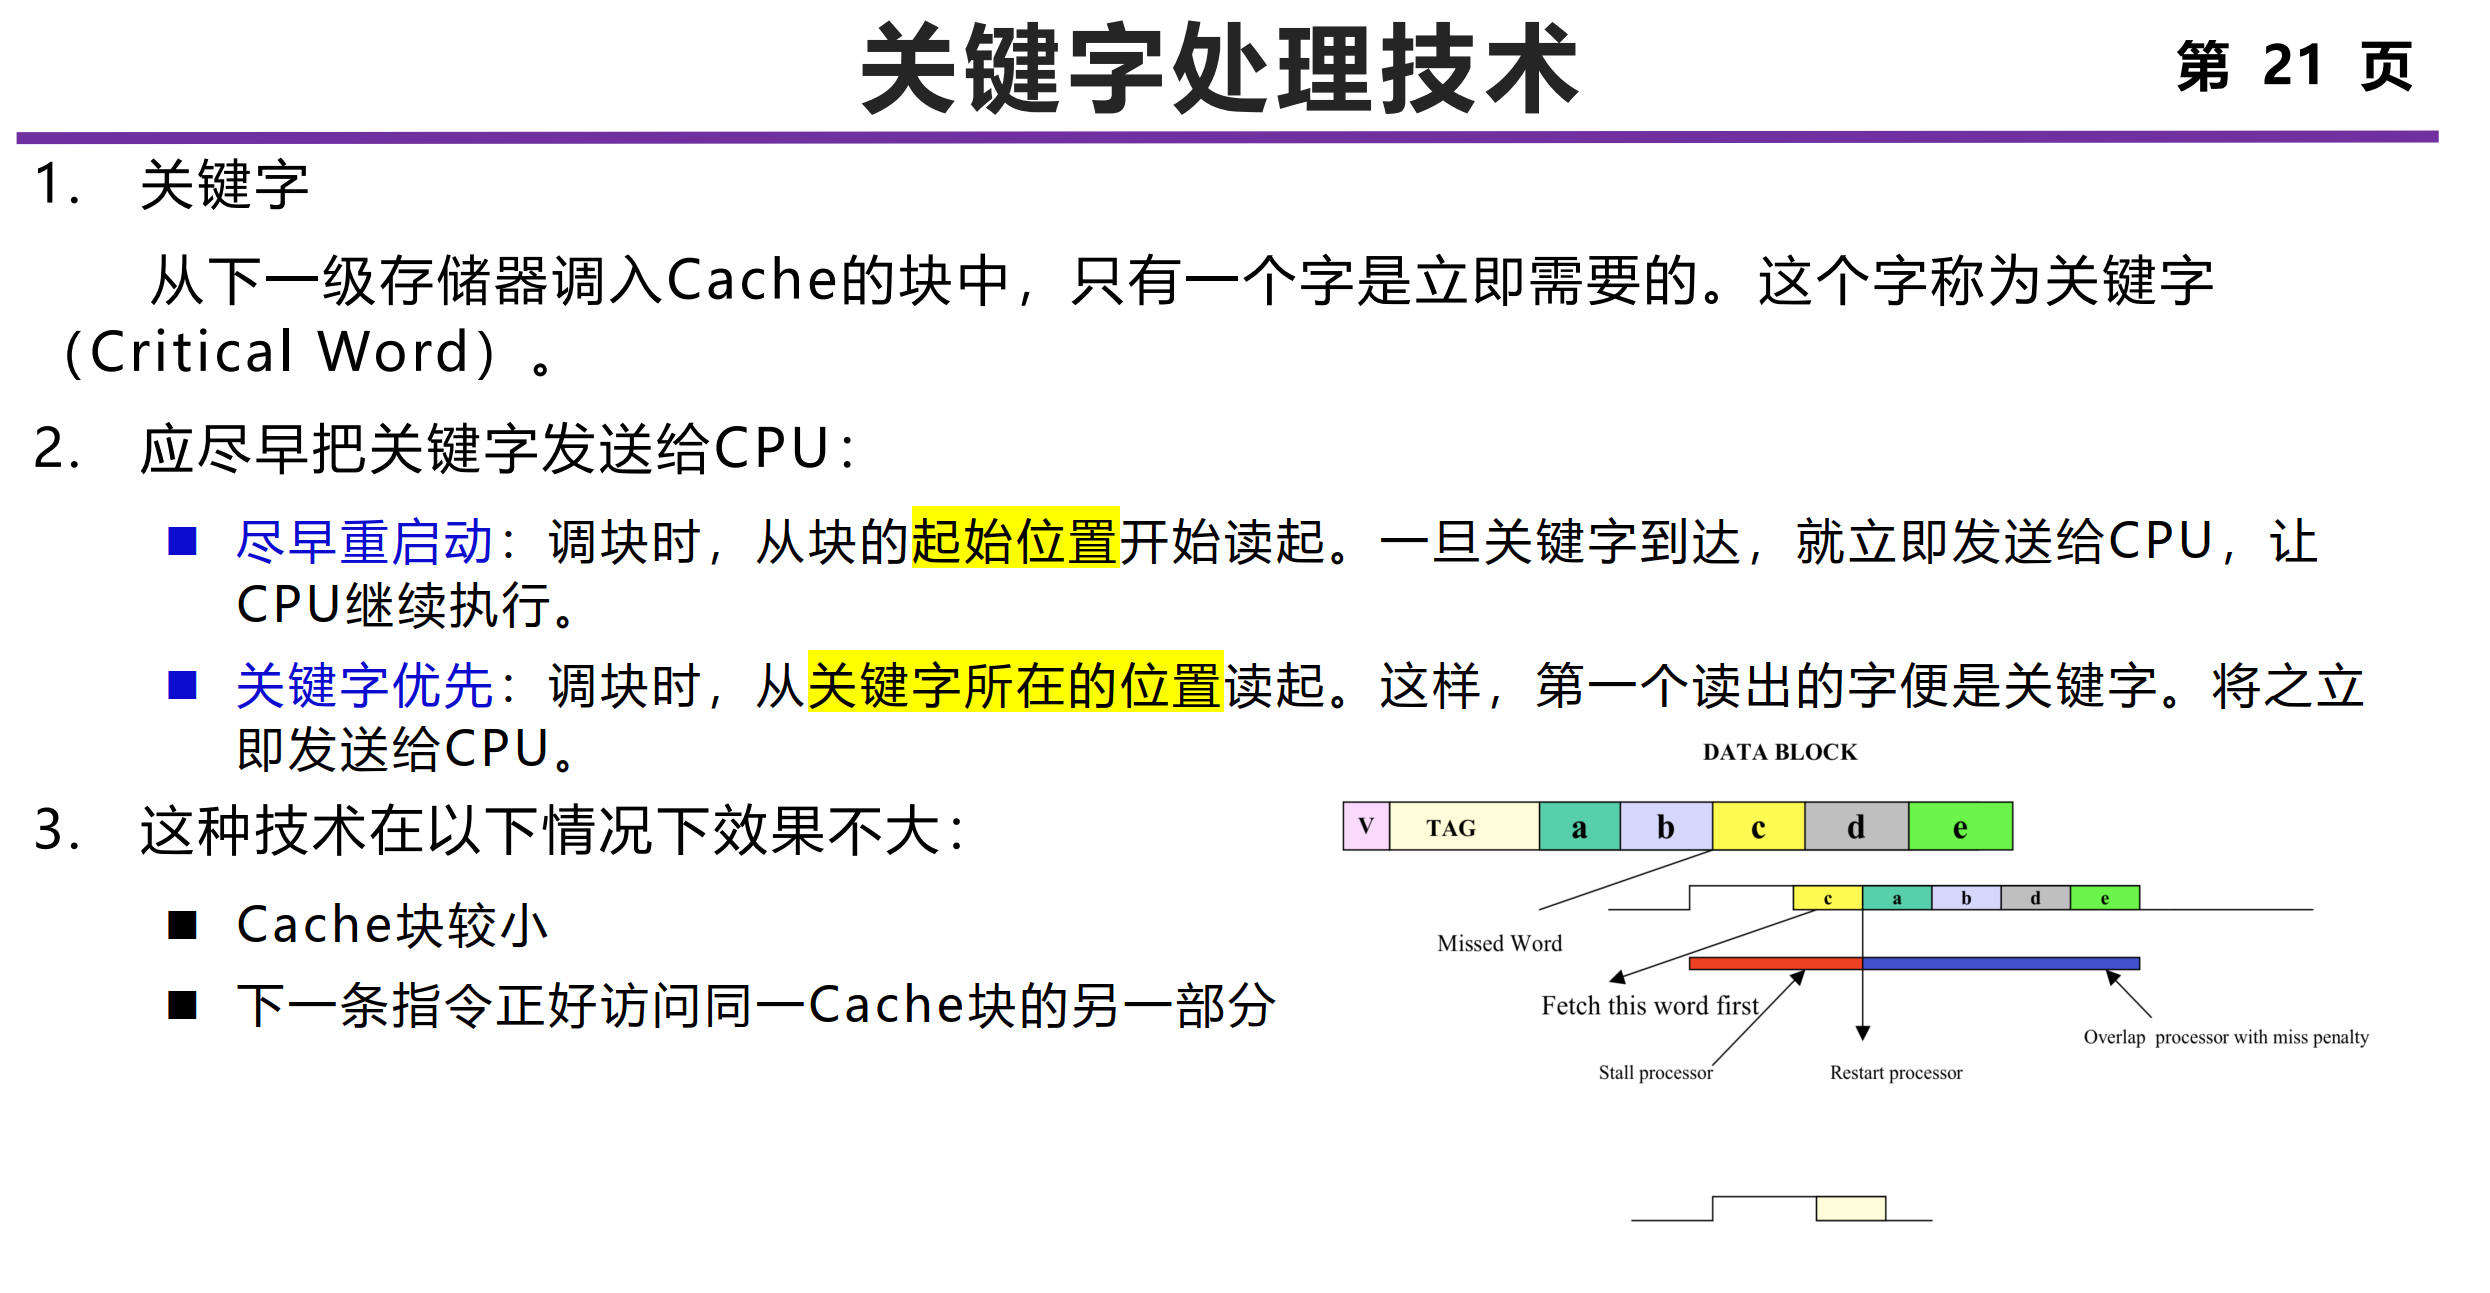 关键字处理技术
第 21 页
1. 关键字
从下一级存储器调入Cache的块中，只有一个字是立即需要的。这个字称为关键字
（Critical Word）。
2. 应尽早把关键字发送给CPU：
■ 尽早重启动：调块时，从块的起始位置开始读起。一旦关键字到达，就立即发送给CPU，让
CPU继续执行。
■ 关键字优先：调块时，从关键字所在的位置读起。这样，第一个读出的字便是关键字。将之立
即发送给CPU。
3. 这种技术在以下情况下效果不大：
■ Cache块较小
■ 下一条指令正好访问同一Cache块的另一部分
DATA BLOCK
V TAG a b c d e
c a b d e
Missed Word
Fetch this word first
Overlap processor with miss penalty
Stall processor
Restart processor